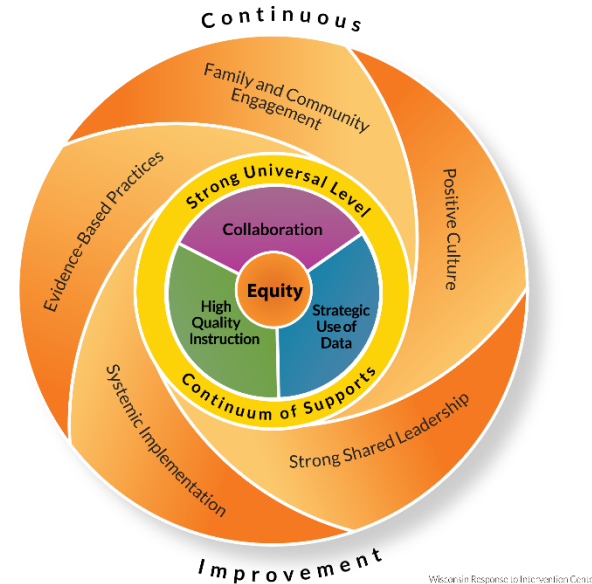 Continuous
Family and Community
Engagement
Positive Culture
Evidence-Based Practices
Strong Universal Level
Collaboration
Equity
High
Quality
Instruction
Strategic
Use of
Data
Continuum of Supports
Systemic Implementation
Strong Shared Leadership
Improvement
Wisconsin Response to Intervention